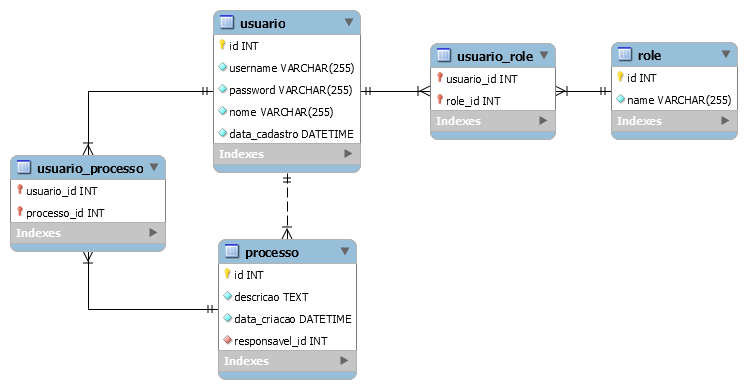 usuario
id INT
username VARCHAR(255)
password VARCHAR(255)
nome VARCHAR(255)
data_cadastro DATETIME
Indexes
usuario_role
usuario_id INT
role_id INT
Indexes
role
id INT
name VARCHAR(255)
Indexes
usuario_processo
usuario_id INT
processo_id INT
Indexes
processo
id INT
descricao TEXT
data_criacao DATETIME
responsavel_id INT
Indexes